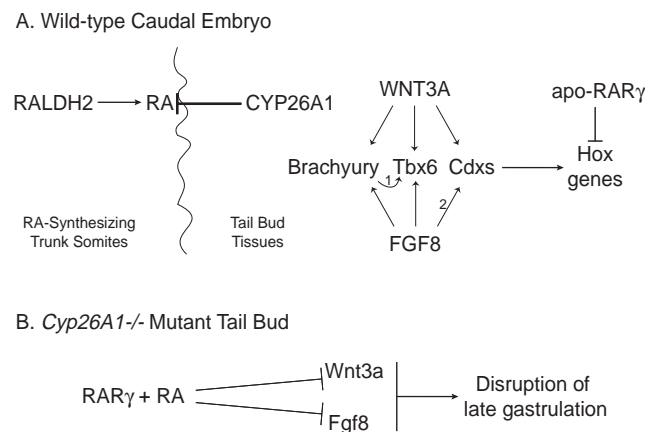 A. Wild-type Caudal Embryo
WNT3A
apo-RARγ
RALDH2
RA
CYP26A1
Brachyury
1
Tbx6
Cdxs
Hox
genes
RA-Synthesizing
Trunk Somites
Tail Bud
Tissues
2
FGF8
B. Cyp26A1-/- Mutant Tail Bud
Wnt3a
RARγ + RA
Fgf8
Disruption of
late gastrulation